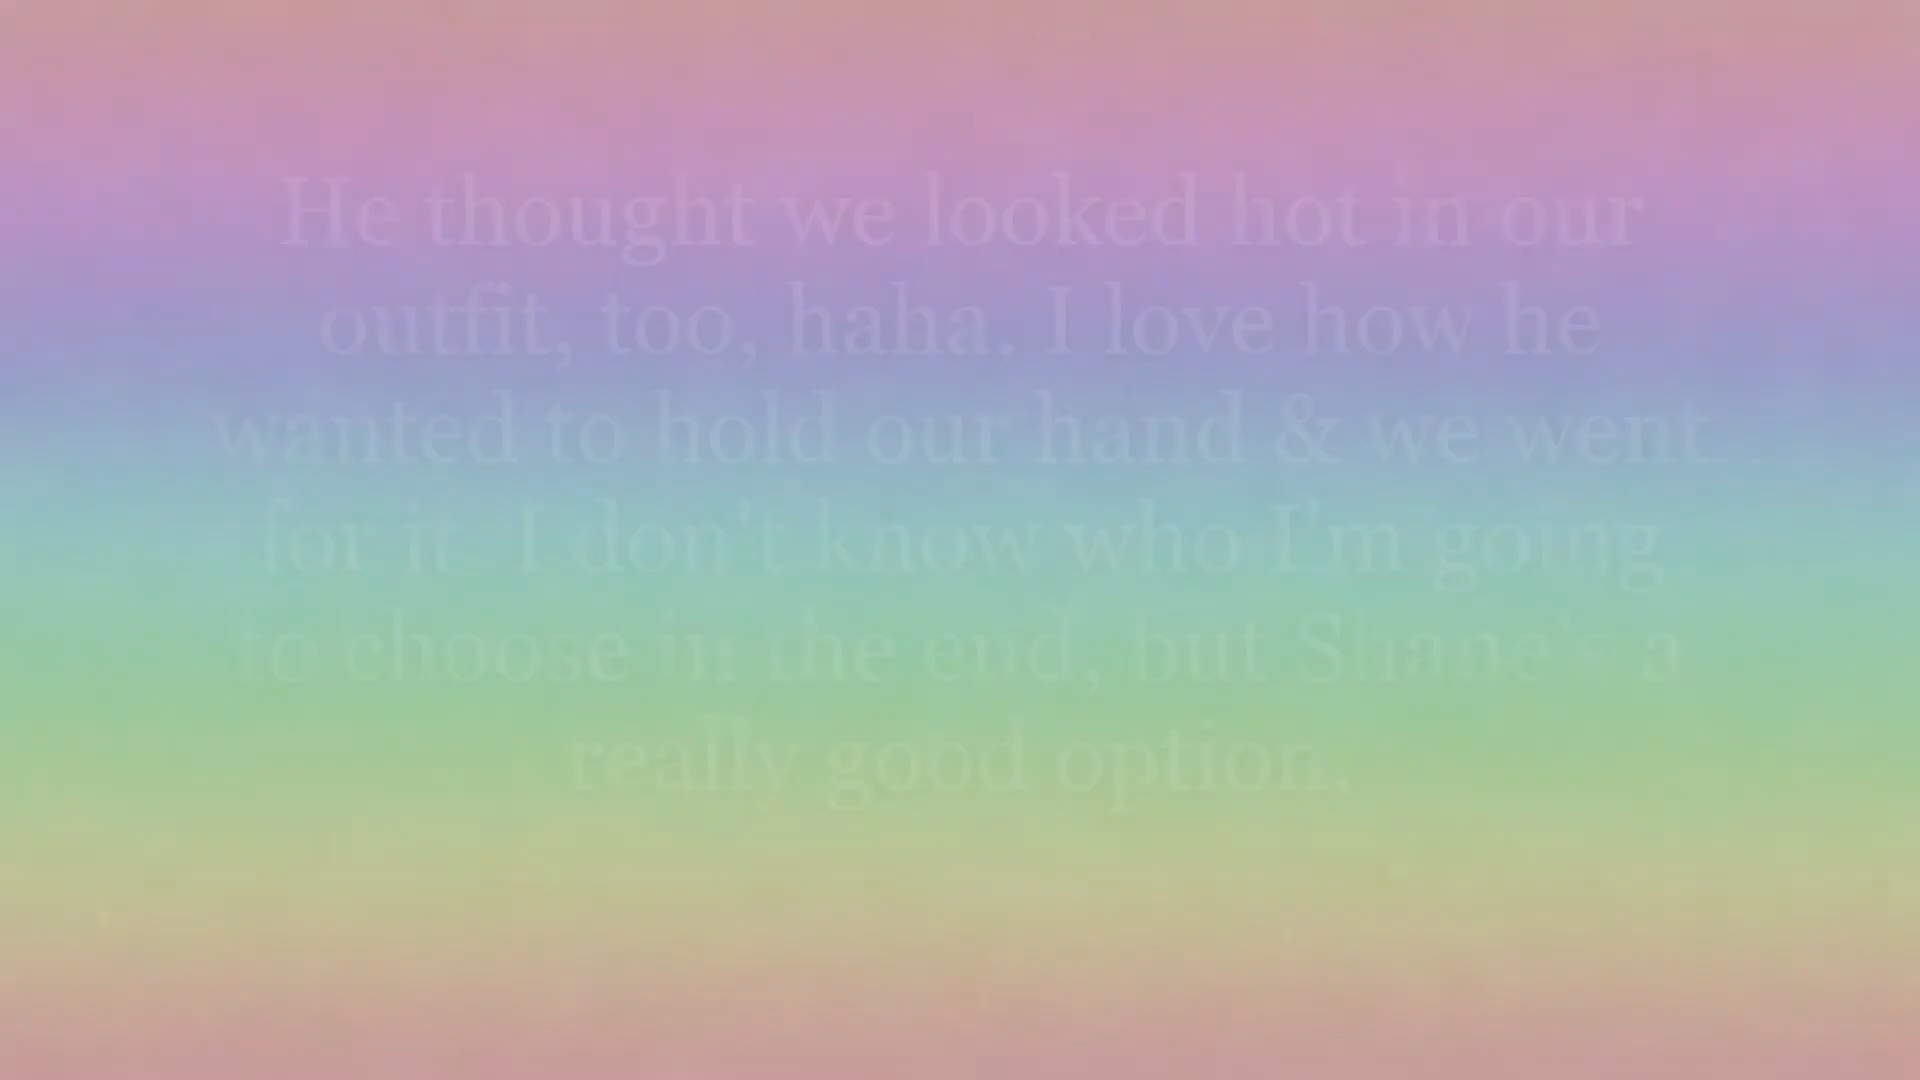 He thought we looked hot in our
outfit, too, haha. I love how he
wanted to hold our hand & we went
for it. I don't know who I'm going
to choose in the end, but Shane's a
really good option.